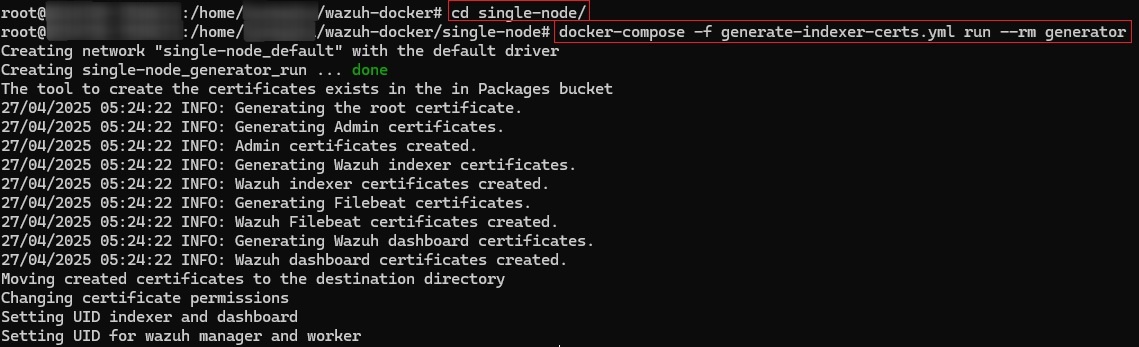 root@ :/home/ /wazuh-docker# cd single-node/
root@ :/home/ /wazuh-docker/single-node# docker-compose -f generate-indexer-certs.yml run --rm generator
Creating network "single-node_default" with the default driver
Creating single-node_generator_run ... done
The tool to create the certificates exists in the in Packages bucket
27/04/2025 05:24:22 INFO: Generating the root certificate.
27/04/2025 05:24:22 INFO: Generating Admin certificates.
27/04/2025 05:24:22 INFO: Admin certificates created.
27/04/2025 05:24:22 INFO: Generating Wazuh indexer certificates.
27/04/2025 05:24:22 INFO: Wazuh indexer certificates created.
27/04/2025 05:24:22 INFO: Generating Filebeat certificates.
27/04/2025 05:24:22 INFO: Wazuh Filebeat certificates created.
27/04/2025 05:24:22 INFO: Generating Wazuh dashboard certificates.
27/04/2025 05:24:22 INFO: Wazuh dashboard certificates created.
Moving created certificates to the destination directory
Changing certificate permissions
Setting UID indexer and dashboard
Setting UID for wazuh manager and worker